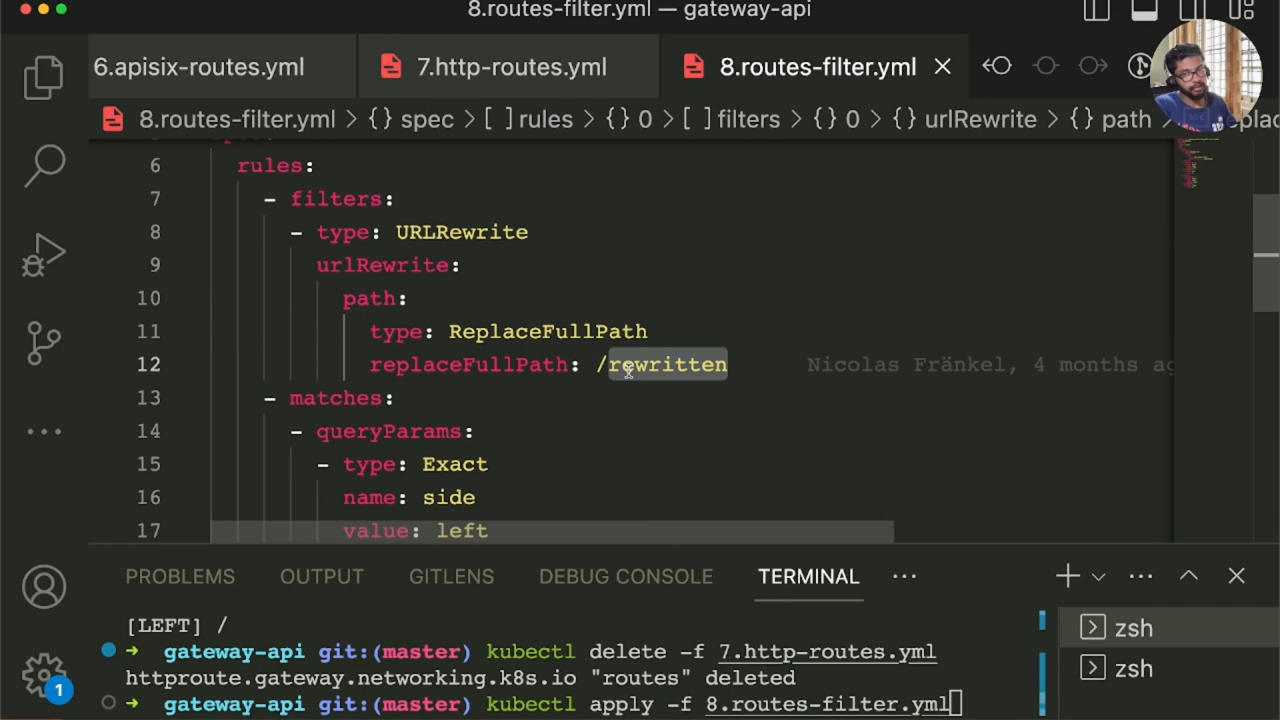 8.routes-filter.yml — gateway-api
6.apisix-routes.yml 7.http-routes.yml 8.routes-filter.yml
8.routes-filter.yml > {} spec > [ ] rules > {} 0 > [ ] filters > {} 0 > {} urlRewrite > {} path >
6 rules:
7 - filters:
8 - type: URLRewrite
9 urlRewrite:
10 path:
11 type: ReplaceFullPath
12 replaceFullPath: /rewritten Nicolas Fränkel, 4 months ag
13 - matches:
14 - queryParams:
15 - type: Exact
16 name: side
17 value: left
PROBLEMS OUTPUT GITLENS DEBUG CONSOLE TERMINAL ...
[LEFT] /
➜ gateway-api git:(master) kubectl delete -f 7.http-routes.yml
httproute.gateway.networking.k8s.io "routes" deleted
➜ gateway-api git:(master) kubectl apply -f 8.routes-filter.yml
zsh
zsh
1